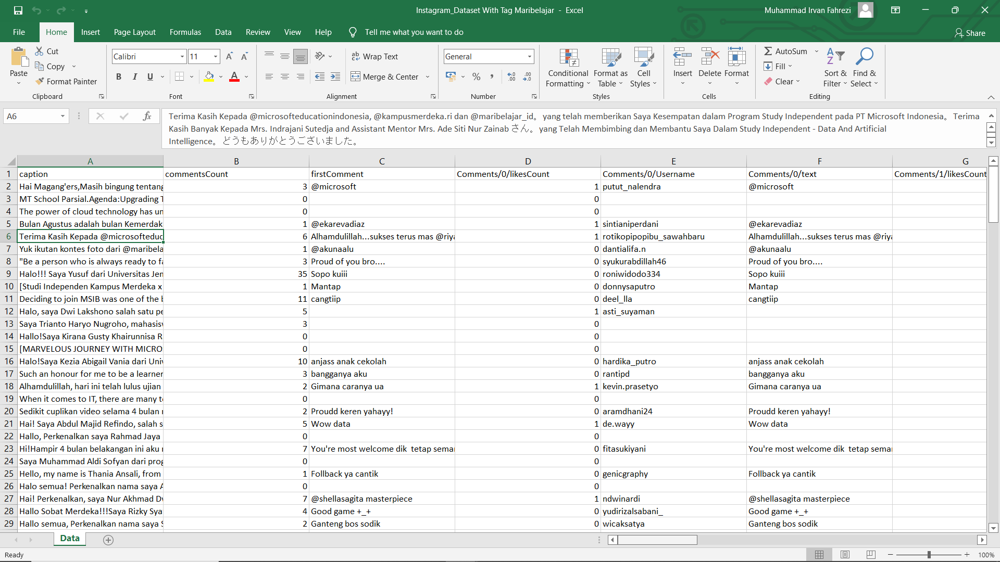 Instagram_Dataset With Tag Maribelajar - Excel
Muhammad Irvan Fahrezi
File Home Insert Page Layout Formulas Data Review View Help Tell me what you want to do Share
Paste
Cut
Copy
Format Painter
Clipboard
Calibri 11
B I U
Font
Wrap Text
Merge & Center
Alignment
General
Number
Conditional Formatting
Format as Table
Cell Styles
Styles
Insert
Delete
Format
Cells
AutoSum
Fill
Clear
Sort & Filter
Find & Select
Editing
A6
fx
Terima Kasih Kepada @microsofteducationindonesia, @kampusmerdeka.ri dan @maribelajar_id。yang telah memberikan Saya Kesempatan dalam Program Study Independent pada PT Microsoft Indonesia。Terima
Kasih Banyak Kepada Mrs. Indrajani Sutedja and Assistant Mentor Mrs. Ade Siti Nur Zainab さん。yang Telah Membimbing dan Membantu Saya Dalam Study Independent - Data And Artificial
Intelligence。どうもありがとうございました。
A B C D E F G
1 caption commentsCount firstComment Comments/0/likesCount Comments/0/Username Comments/0/text Comments/1/likesCount
2 Hai Magang'ers,Masih bingung tentang 3 @microsoft 1 putut_nalendra @microsoft
3 MT School Parsial.Agenda:Upgrading T 0 0
4 The power of cloud technology has un 0 0
5 Bulan Agustus adalah bulan Kemerdak 1 @ekarevadiaz 1 sintianiperdani @ekarevadiaz
6 Terima Kasih Kepada @microsofteduc 6 Alhamdulillah...sukses terus mas @riya 1 rotikopipopibu_sawahbaru Alhamdulillah...sukses terus mas @riya
7 Yuk ikutan kontes foto dari @maribela 1 @akunaalu 0 dantialifa.n @akunaalu
8 "Be a person who is always ready to fa 3 Proud of you bro.... 0 syukurabdillah46 Proud of you bro....
9 Halo!!! Saya Yusuf dari Universitas Jen 35 Sopo kuiii 0 roniwidodo334 Sopo kuiii
10 [Studi Independen Kampus Merdeka x 1 Mantap 0 donnysaputro Mantap
11 Deciding to join MSIB was one of the b 11 cangtiip 0 deel_lla cangtiip
12 Halo, saya Dwi Lakshono salah satu pe 5 1 asti_suyaman
13 Saya Trianto Haryo Nugroho, mahasisw 3 0
14 Hallo!Saya Kirana Gusty Khairunnisa R 0 0
15 [MARVELOUS JOURNEY WITH MICRO 0 0
16 Halo!Saya Kezia Abigail Vania dari Univ 10 anjass anak cekolah 0 hardika_putro anjass anak cekolah
17 Such an honour for me to be a learner 3 bangganya aku 0 rantipd bangganya aku
18 Alhamdulillah, hari ini telah lulus ujian 2 Gimana caranya ua 1 kevin.prasetyo Gimana caranya ua
19 When it comes to IT, there are many to 0 0
20 Sedikit cuplikan video selama 4 bulan 2 Proudd keren yahayy! 0 aramdhani24 Proudd keren yahayy!
21 Hai! Saya Abdul Majid Refindo, salah s 5 Wow data 1 de.wayy Wow data
22 Hallo, Perkenalkan saya Rahmad Jaya 0 0
23 Hi!Hampir 4 bulan belakangan ini aku 7 You're most welcome dik tetap sema 0 fitasukiyani You're most welcome dik tetap sema
24 Saya Muhammad Aldi Sofyan dari prog 0 0
25 Hello, my name is Thania Ansali, from 1 Follback ya cantik 0 genicgraphy Follback ya cantik
26 Halo semua! Perkenalkan nama saya A 0 0
27 Hai! Perkenalkan, saya Nur Akhmad Dw 7 @shellasagita masterpiece 1 ndwinardi @shellasagita masterpiece
28 Hallo Sobat Merdeka!!!Saya Rizky Sya 4 Good game +_+ 0 yudirizalsabani_ Good game +_+
29 Hallo semua, Perkenalkan nama saya S 2 Ganteng bos sodik 0 wicaksatya Ganteng bos sodik
Data
Ready
100%